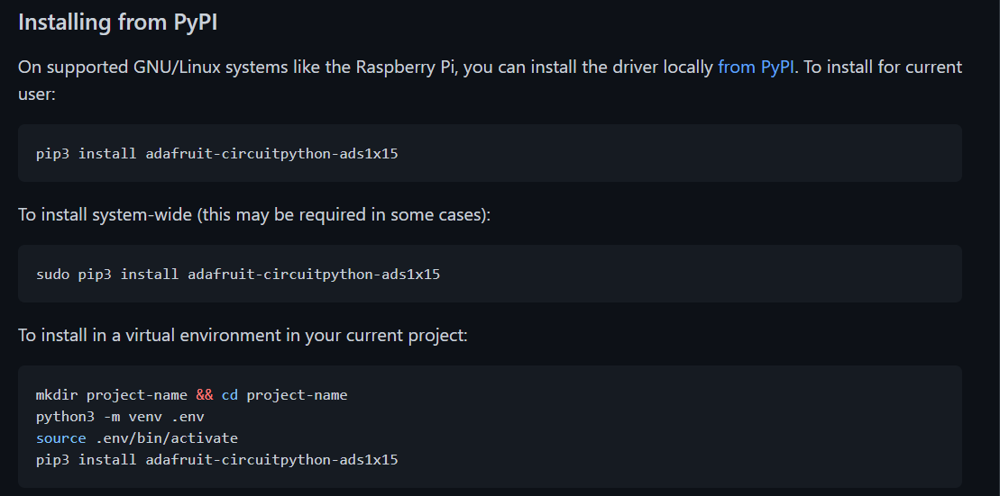 Installing from PyPI
On supported GNU/Linux systems like the Raspberry Pi, you can install the driver locally from PyPI. To install for current
user:
pip3 install adafruit-circuitpython-ads1x15
To install system-wide (this may be required in some cases):
sudo pip3 install adafruit-circuitpython-ads1x15
To install in a virtual environment in your current project:
mkdir project-name && cd project-name
python3 -m venv .env
source .env/bin/activate
pip3 install adafruit-circuitpython-ads1x15